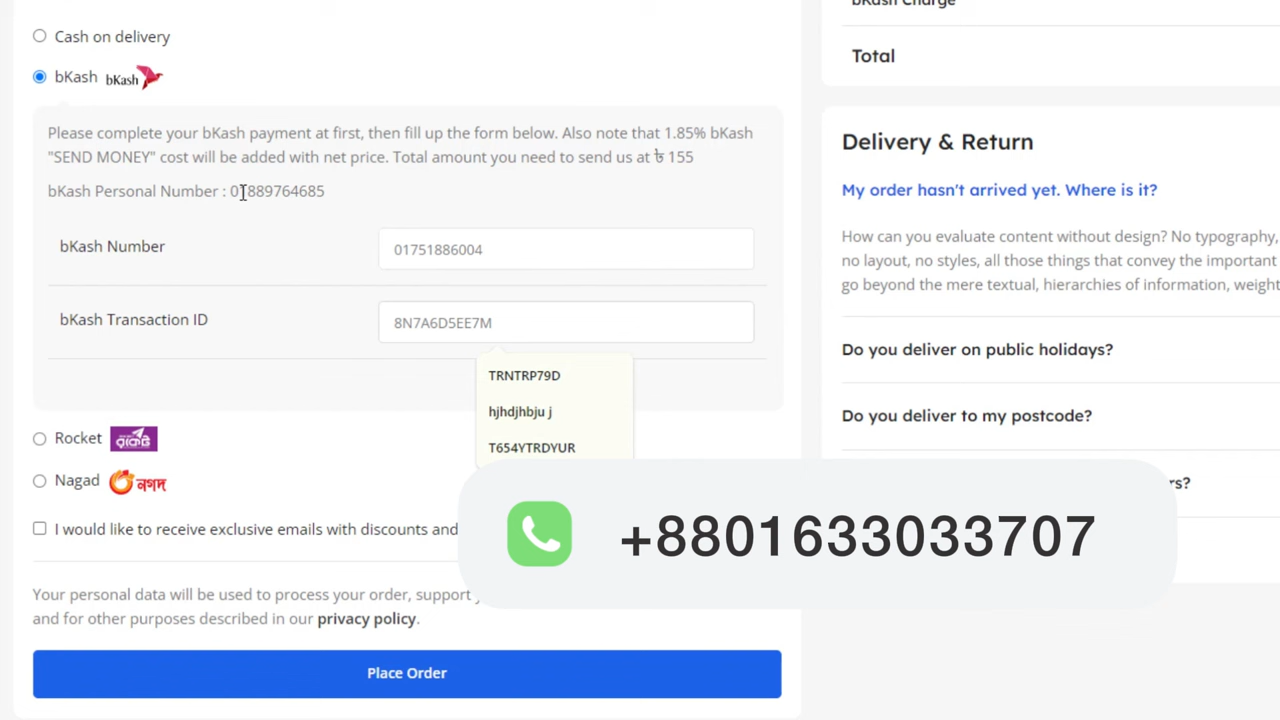 bKash Charge
Cash on delivery
Total
bKash bKash
Please complete your bKash payment at first, then fill up the form below. Also note that 1.85% bKash
"SEND MONEY" cost will be added with net price. Total amount you need to send us at ৳ 155
bKash Personal Number : 01889764685
bKash Number
01751886004
bKash Transaction ID
8N7A6D5EE7M
TRNTRP79D
hjhdjhbju j
T654YTRDYUR
Rocket রকেট
Nagad নগদ
I would like to receive exclusive emails with discounts and
Your personal data will be used to process your order, support
and for other purposes described in our privacy policy.
Place Order
Delivery & Return
My order hasn't arrived yet. Where is it?
How can you evaluate content without design? No typography,
no layout, no styles, all those things that convey the important
go beyond the mere textual, hierarchies of information, weight
Do you deliver on public holidays?
Do you deliver to my postcode?
rs?
+8801633033707